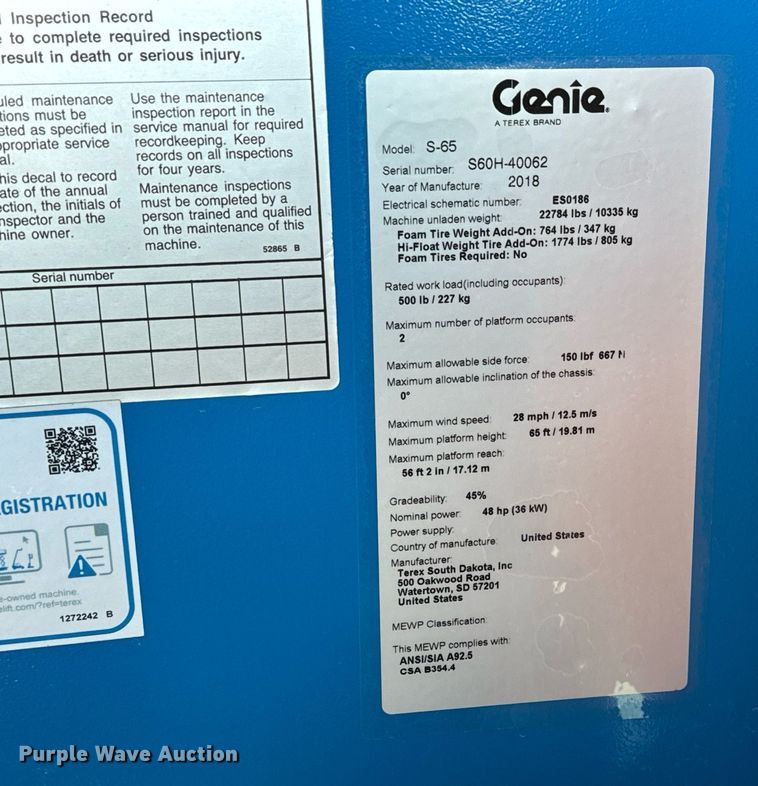 Inspection Record
to complete required inspections
result in death or serious injury.
maintenance
must be
as specified in
service
his decal to record
of the annual
the initials of
and the
owner.
Use the maintenance
inspection report in the
service manual for required
recordkeeping. Keep
records on all inspections
for four years.
Maintenance inspections
must be completed by a
person trained and qualified
on the maintenance of this
machine.
52865 B
Serial number
GISTRATION
-owned machine.
lift.com/?ref=terex
1272242 B
Genie
A TEREX BRAND
Model: S-65
Serial number: S60H-40062
Year of Manufacture: 2018
Electrical schematic number: ES0186
Machine unladen weight: 22784 lbs / 10335 kg
Foam Tire Weight Add-On: 764 lbs / 347 kg
Hi-Float Weight Tire Add-On: 1774 lbs / 805 kg
Foam Tires Required: No
Rated work load(including occupants):
500 lb / 227 kg
Maximum number of platform occupants:
2
Maximum allowable side force: 150 lbf 667 N
Maximum allowable inclination of the chassis:
0°
Maximum wind speed: 28 mph / 12.5 m/s
Maximum platform height: 65 ft / 19.81 m
Maximum platform reach:
56 ft 2 in / 17.12 m
Gradeability: 45%
Nominal power: 48 hp (36 kW)
Power supply:
Country of manufacture: United States
Manufacturer:
Terex South Dakota, Inc
500 Oakwood Road
Watertown, SD 57201
United States
MEWP Classification:
This MEWP complies with:
ANSI/SIA A92.5
CSA B354.4
Purple Wave Auction